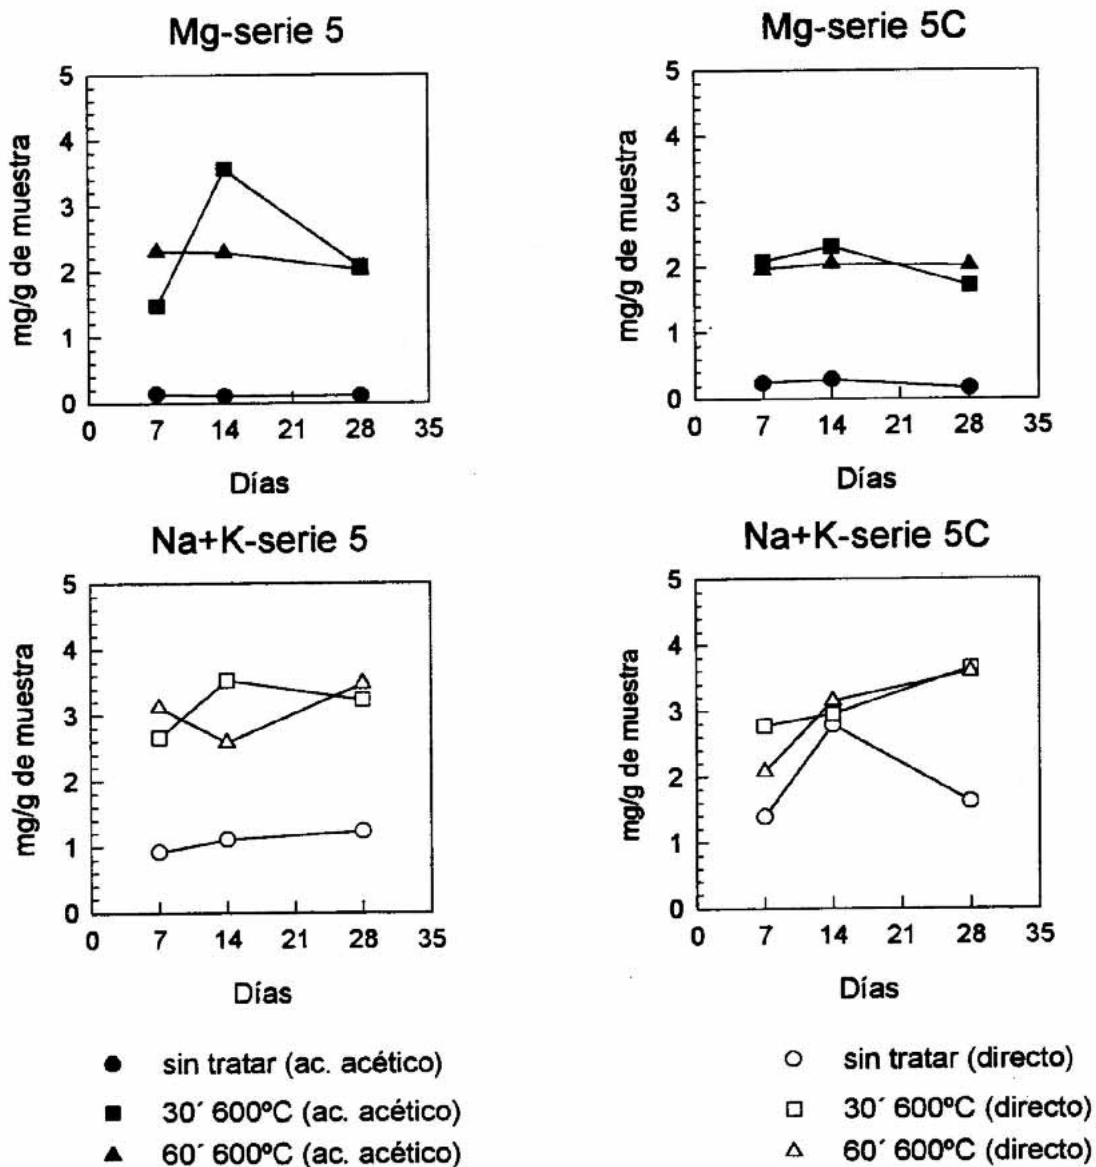 Mg-serie 5
5
4
3
2
1
0
mg/g de muestra
0 7 14 21 28 35
Días
Mg-serie 5C
5
4
3
2
1
0
mg/g de muestra
0 7 14 21 28 35
Días
Na+K-serie 5
5
4
3
2
1
0
mg/g de muestra
0 7 14 21 28 35
Días
Na+K-serie 5C
5
4
3
2
1
0
mg/g de muestra
0 7 14 21 28 35
Días
sin tratar (ac. acético)
30´ 600ºC (ac. acético)
60´ 600ºC (ac. acético)
sin tratar (directo)
30´ 600ºC (directo)
60´ 600ºC (directo)